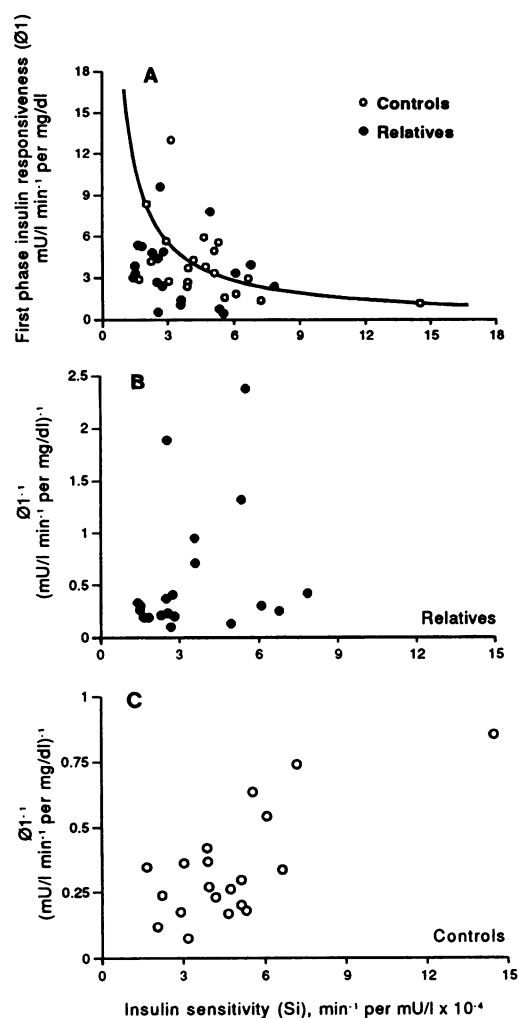 First phase insulin responsiveness (Ø1)
mU/l min⁻¹ per mg/dl
A
Controls
Relatives
18
15
12
9
6
3
0
0 3 6 9 12 15 18
B
Ø1⁻¹
(mU/l min⁻¹ per mg/dl)⁻¹
2.5
2
1.5
1
0.5
0
Relatives
0 3 6 9 12 15
C
Ø1⁻¹
(mU/l min⁻¹ per mg/dl)⁻¹
1
0.75
0.5
0.25
0
Controls
0 3 6 9 12 15
Insulin sensitivity (Si), min⁻¹ per mU/l x 10⁻⁴